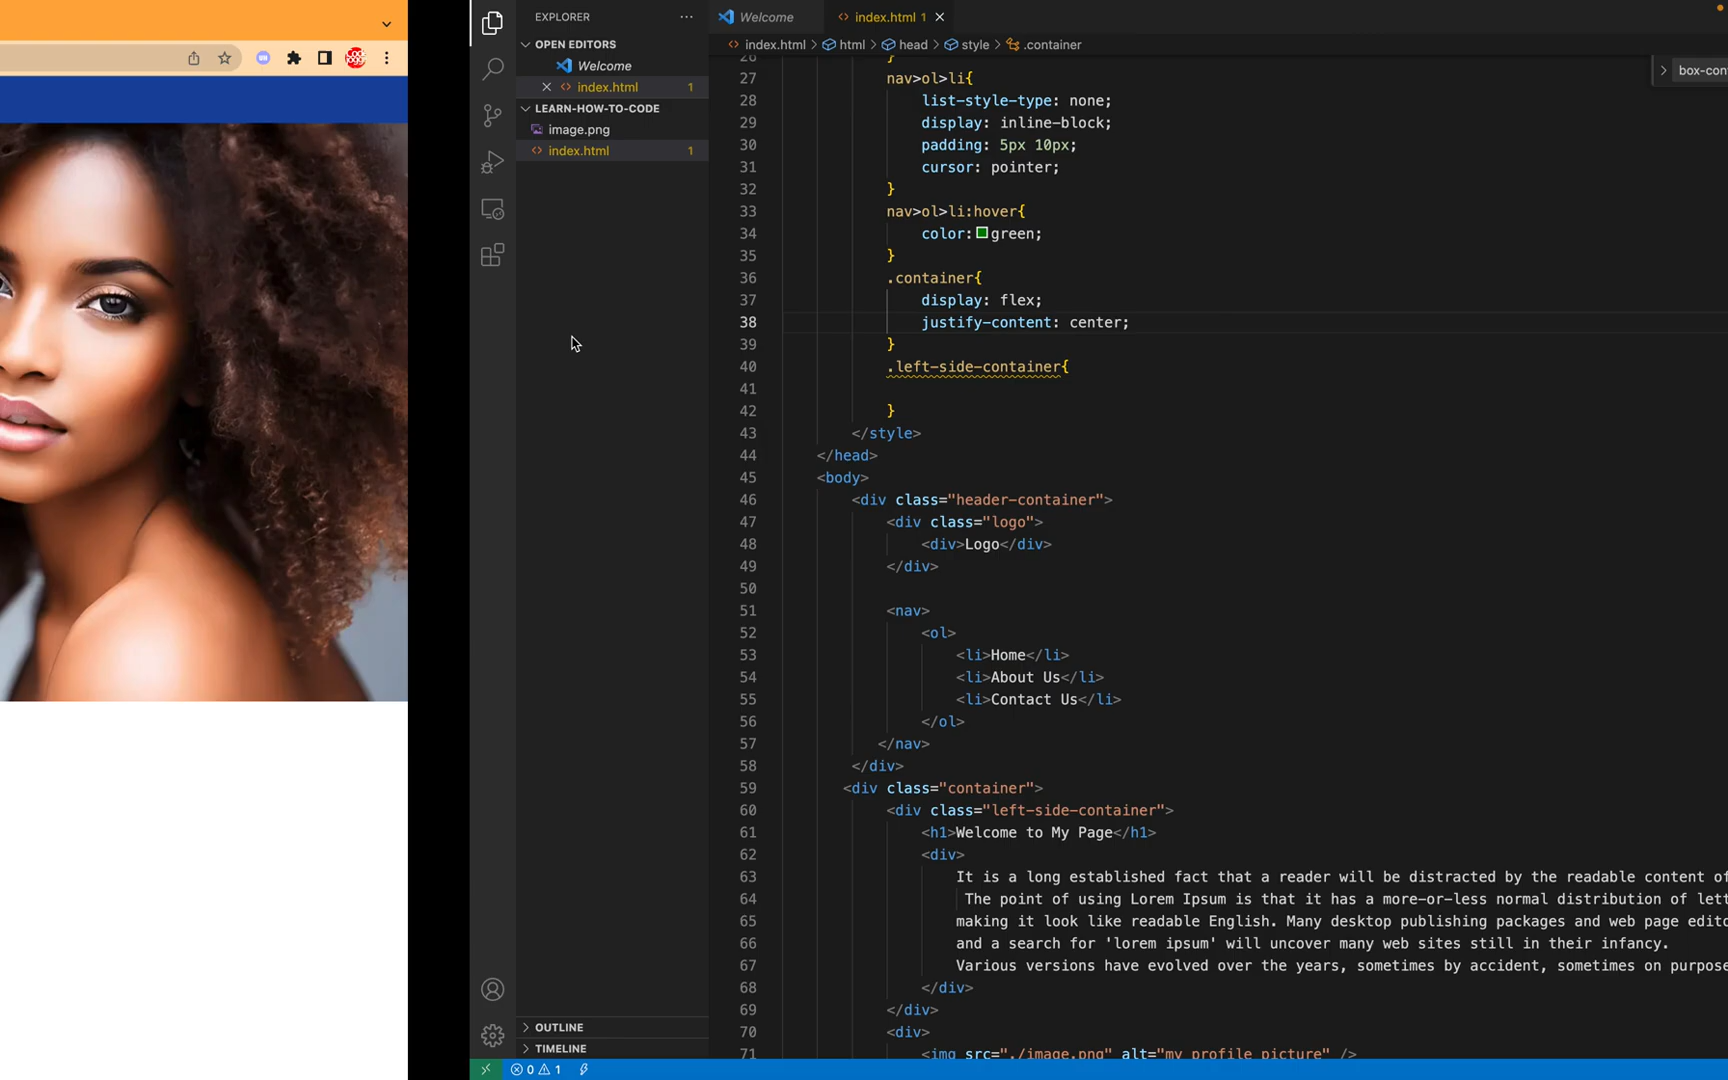 EXPLORER
OPEN EDITORS
Welcome
index.html 1
LEARN-HOW-TO-CODE
image.png
index.html 1
OUTLINE
TIMELINE
0 1
Welcome
index.html 1
index.html > html > head > style > .container
box-con
26 }
27 nav>ol>li{
28 list-style-type: none;
29 display: inline-block;
30 padding: 5px 10px;
31 cursor: pointer;
32 }
33 nav>ol>li:hover{
34 color: green;
35 }
36 .container{
37 display: flex;
38 justify-content: center;
39 }
40 .left-side-container{
41
42 }
43 </style>
44 </head>
45 <body>
46 <div class="header-container">
47 <div class="logo">
48 <div>Logo</div>
49 </div>
50
51 <nav>
52 <ol>
53 <li>Home</li>
54 <li>About Us</li>
55 <li>Contact Us</li>
56 </ol>
57 </nav>
58 </div>
59 <div class="container">
60 <div class="left-side-container">
61 <h1>Welcome to My Page</h1>
62 <div>
63 It is a long established fact that a reader will be distracted by the readable content of
64 The point of using Lorem Ipsum is that it has a more-or-less normal distribution of lett
65 making it look like readable English. Many desktop publishing packages and web page edito
66 and a search for 'lorem ipsum' will uncover many web sites still in their infancy.
67 Various versions have evolved over the years, sometimes by accident, sometimes on purpose
68 </div>
69 </div>
70 <div>
71 <img src="./image.png" alt="my profile picture" />